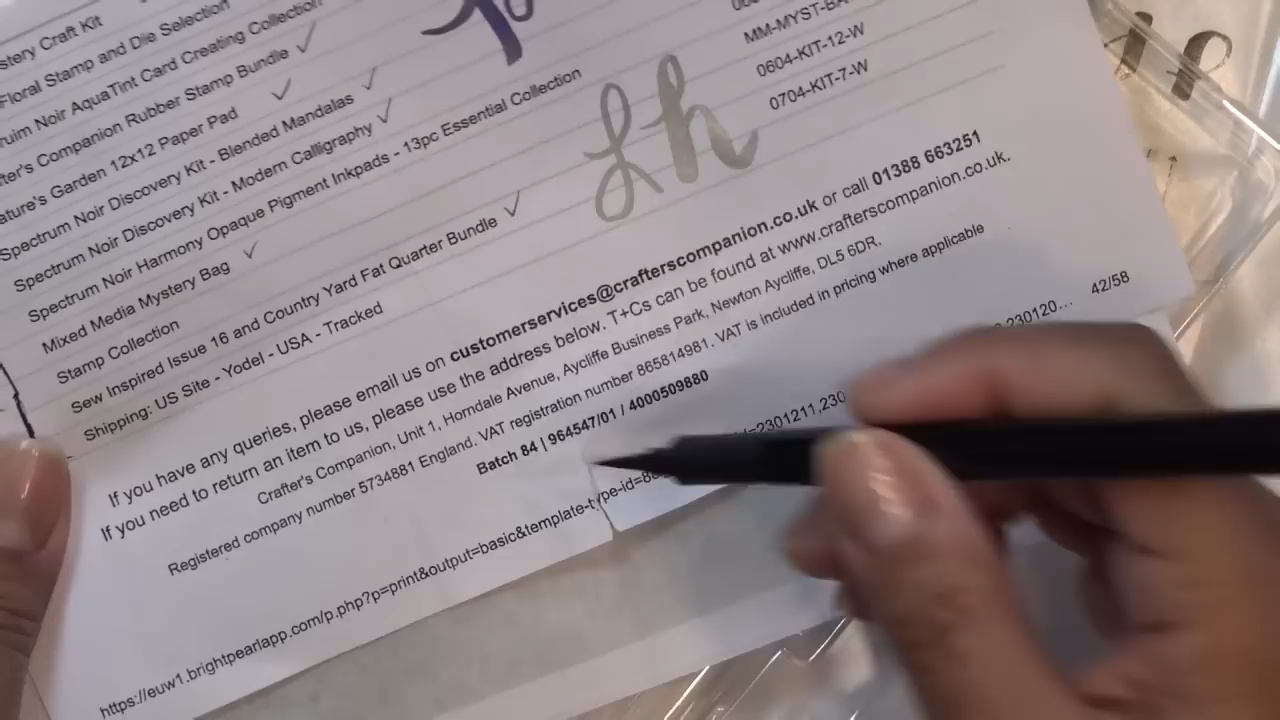 stery Craft Kit
Floral Stamp and Die Selection
ruim Noir AquaTint Card Creating Collection
ter's Companion Rubber Stamp Bundle ✓
ature's Garden 12x12 Paper Pad ✓
Spectrum Noir Discovery Kit - Blended Mandalas ✓
Spectrum Noir Discovery Kit - Modern Calligraphy ✓
Spectrum Noir Harmony Opaque Pigment Inkpads - 13pc Essential Collection
Mixed Media Mystery Bag ✓
Stamp Collection
Sew Inspired Issue 16 and Country Yard Fat Quarter Bundle ✓
Shipping: US Site - Yodel - USA - Tracked
MM-MYST-BA
0604-KIT-12-W
0704-KIT-7-W
h
If you have any queries, please email us on customerservices@crafterscompanion.co.uk or call 01388 663251
If you need to return an item to us, please use the address below. T+Cs can be found at www.crafterscompanion.co.uk.
Crafter's Companion, Unit 1, Horndale Avenue, Aycliffe Business Park, Newton Aycliffe, DL5 6DR.
Registered company number 5734881 England. VAT registration number 865814981. VAT is included in pricing where applicable
Batch 84 | 964547/01 / 4000509880
https://euw1.brightpearlapp.com/p.php?p=print&output=basic&template-type-id=8
=2301211,230
230120... 42/58